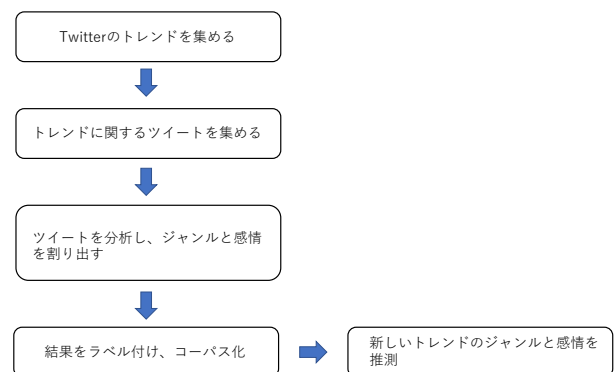 Twitterのトレンドを集める
トレンドに関するツイートを集める
ツイートを分析し、ジャンルと感情
を割り出す
結果をラベル付け、コーパス化
新しいトレンドのジャンルと感情を
推測